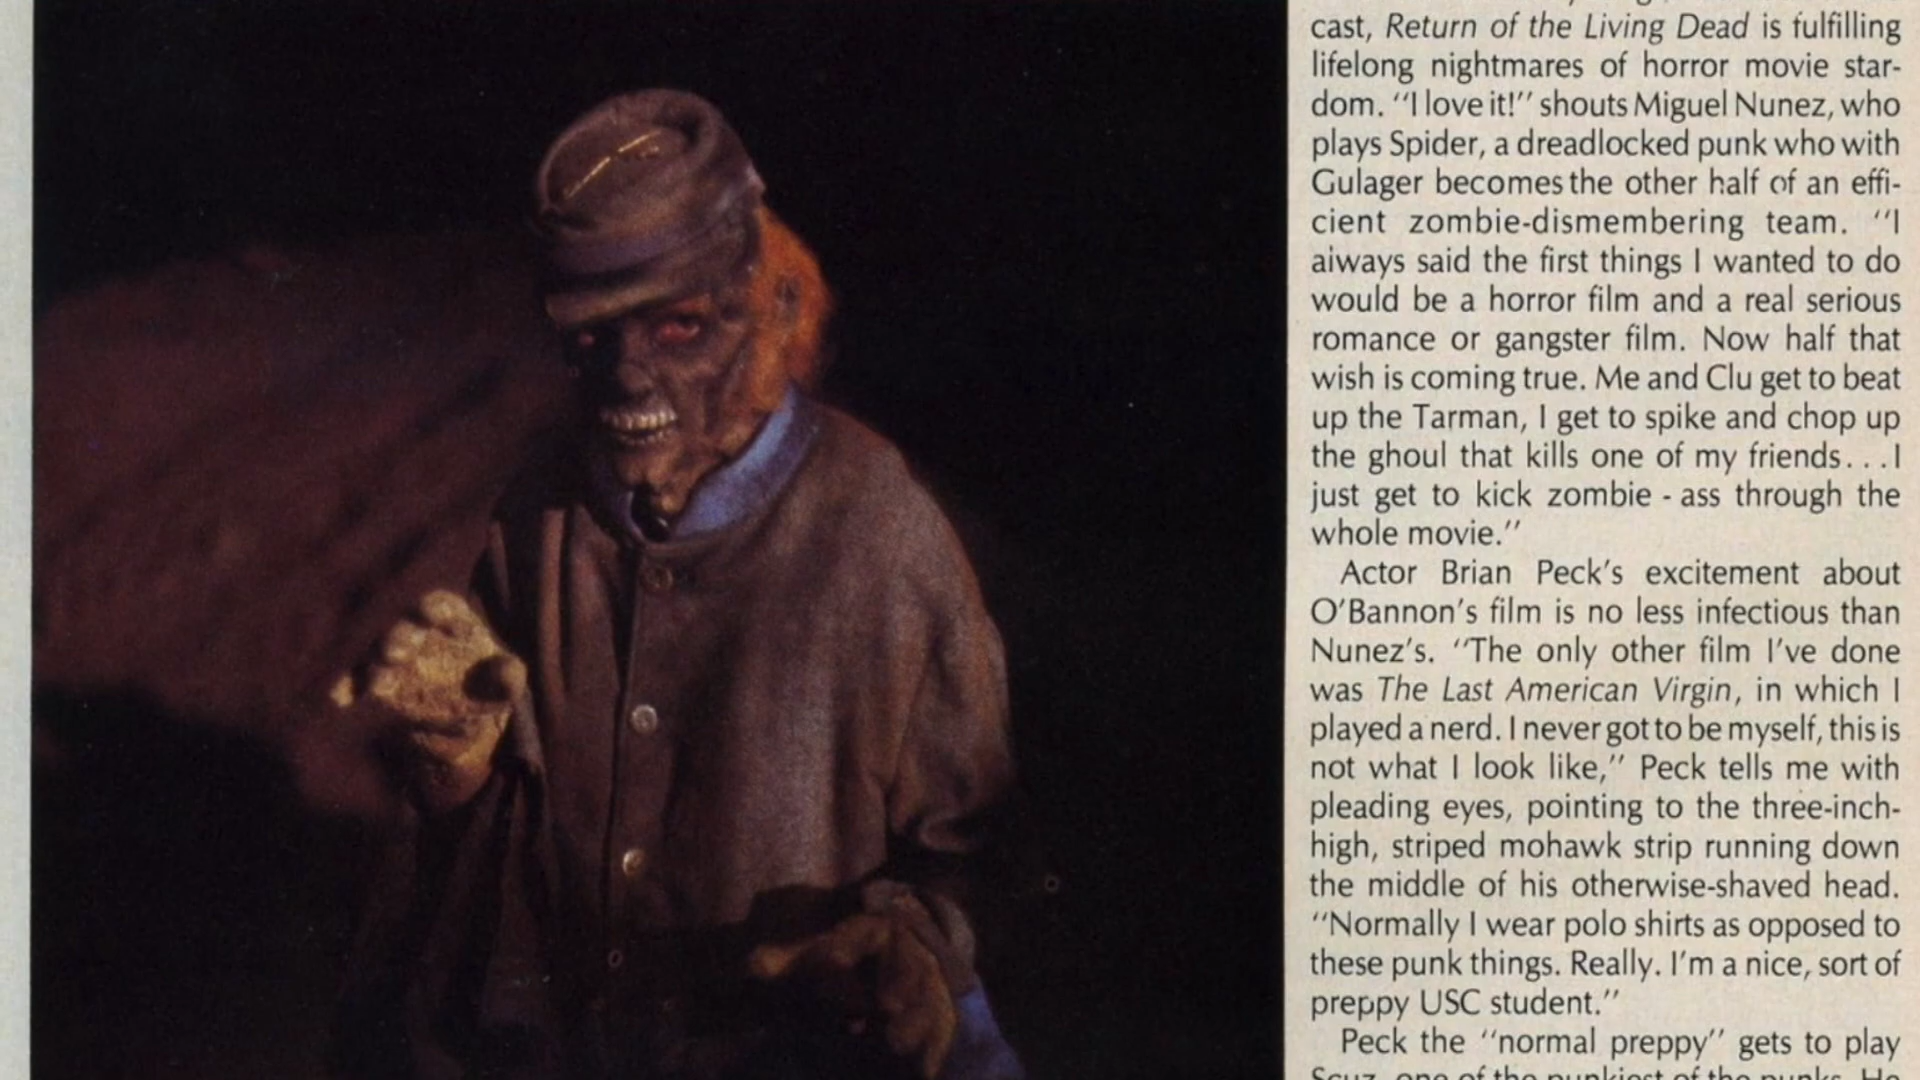 cast, Return of the Living Dead is fulfilling
lifelong nightmares of horror movie star-
dom. ‘‘I love it!’’ shouts Miguel Nunez, who
plays Spider, a dreadlocked punk who with
Gulager becomes the other half of an effi-
cient zombie-dismembering team. ‘‘I
aiways said the first things I wanted to do
would be a horror film and a real serious
romance or gangster film. Now half that
wish is coming true. Me and Clu get to beat
up the Tarman, I get to spike and chop up
the ghoul that kills one of my friends...I
just get to kick zombie - ass through the
whole movie.’’
Actor Brian Peck's excitement about
O'Bannon's film is no less infectious than
Nunez's. ‘‘The only other film I've done
was The Last American Virgin, in which I
played a nerd. I never got to be myself, this is
not what I look like,’’ Peck tells me with
pleading eyes, pointing to the three-inch-
high, striped mohawk strip running down
the middle of his otherwise-shaved head.
‘‘Normally I wear polo shirts as opposed to
these punk things. Really. I'm a nice, sort of
preppy USC student.’’
Peck the ‘‘normal preppy’’ gets to play
Scuz, one of the punkiest of the punks. He